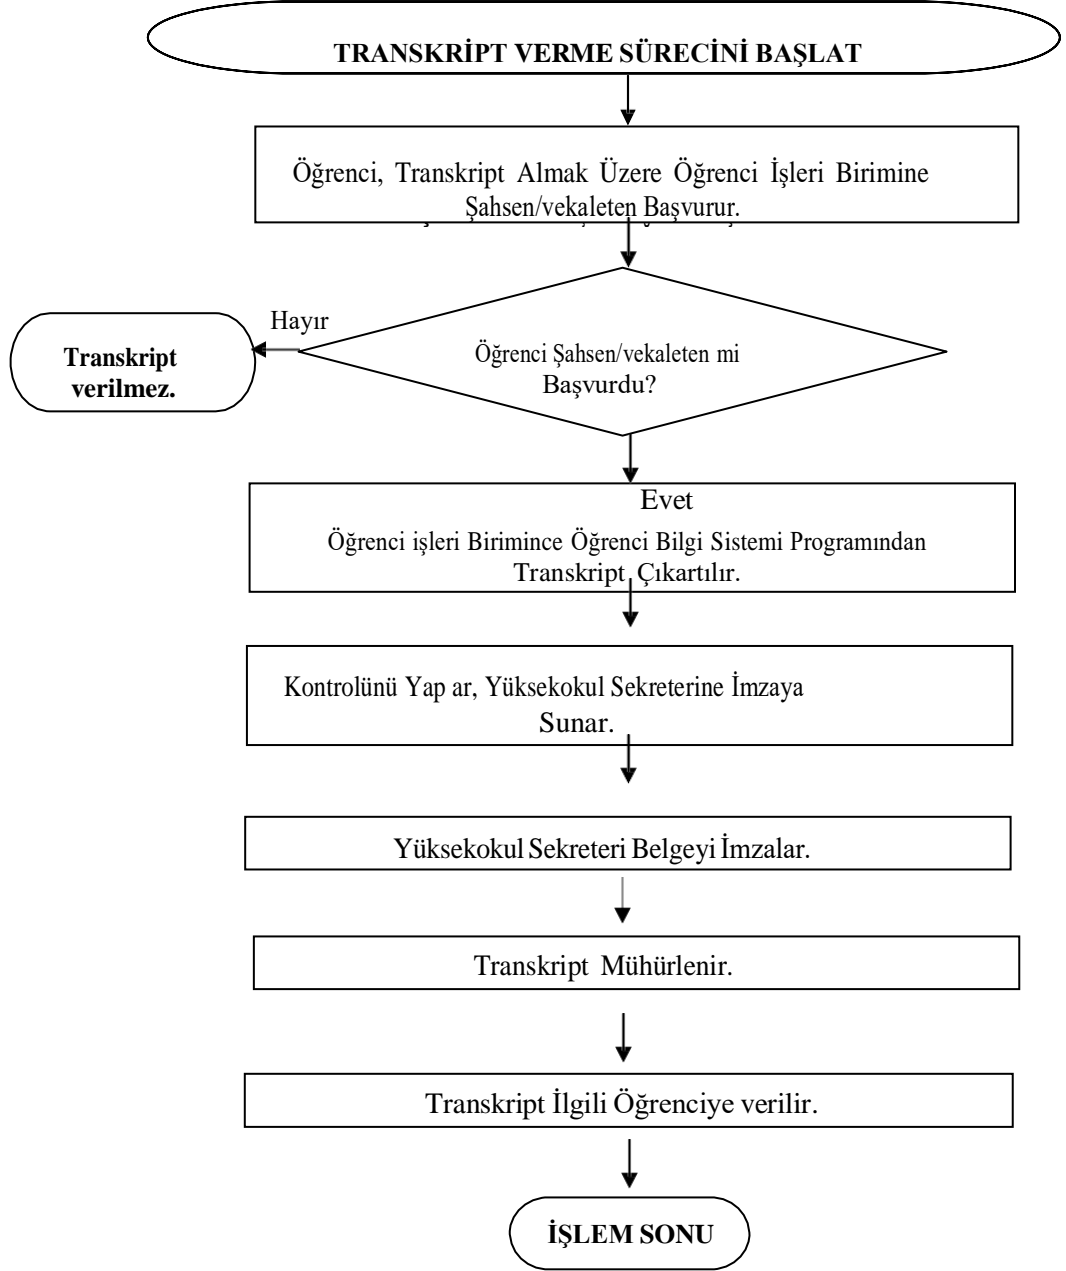 TRANSKRİPT VERME SÜRECİNİ BAŞLAT
Öğrenci, Transkript Almak Üzere Öğrenci İşleri Birimine
Şahsen/vekaleten Başvurur.
Hayır
Transkript
verilmez.
Öğrenci Şahsen/vekaleten mi
Başvurdu?
Evet
Öğrenci işleri Birimince Öğrenci Bilgi Sistemi Programından
Transkript Çıkartılır.
Kontrolünü Yap ar, Yüksekokul Sekreterine İmzaya
Sunar.
Yüksekokul Sekreteri Belgeyi İmzalar.
Transkript Mühürlenir.
Transkript İlgili Öğrenciye verilir.
İŞLEM SONU